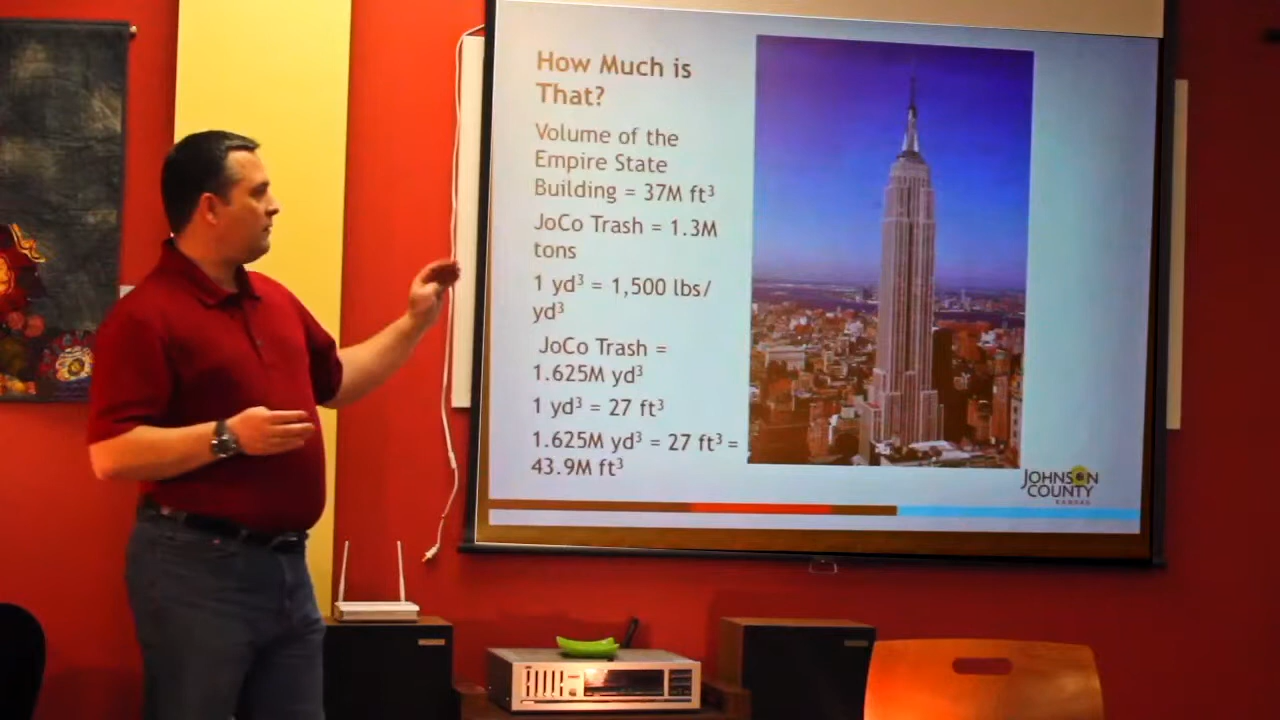 How Much is
That?
Volume of the
Empire State
Building = 37M ft³
JoCo Trash = 1.3M
tons
1 yd³ = 1,500 lbs/
yd³
JoCo Trash =
1.625M yd³
1 yd³ = 27 ft³
1.625M yd³ = 27 ft³ =
43.9M ft³
JOHNSON
COUNTY
KANSAS